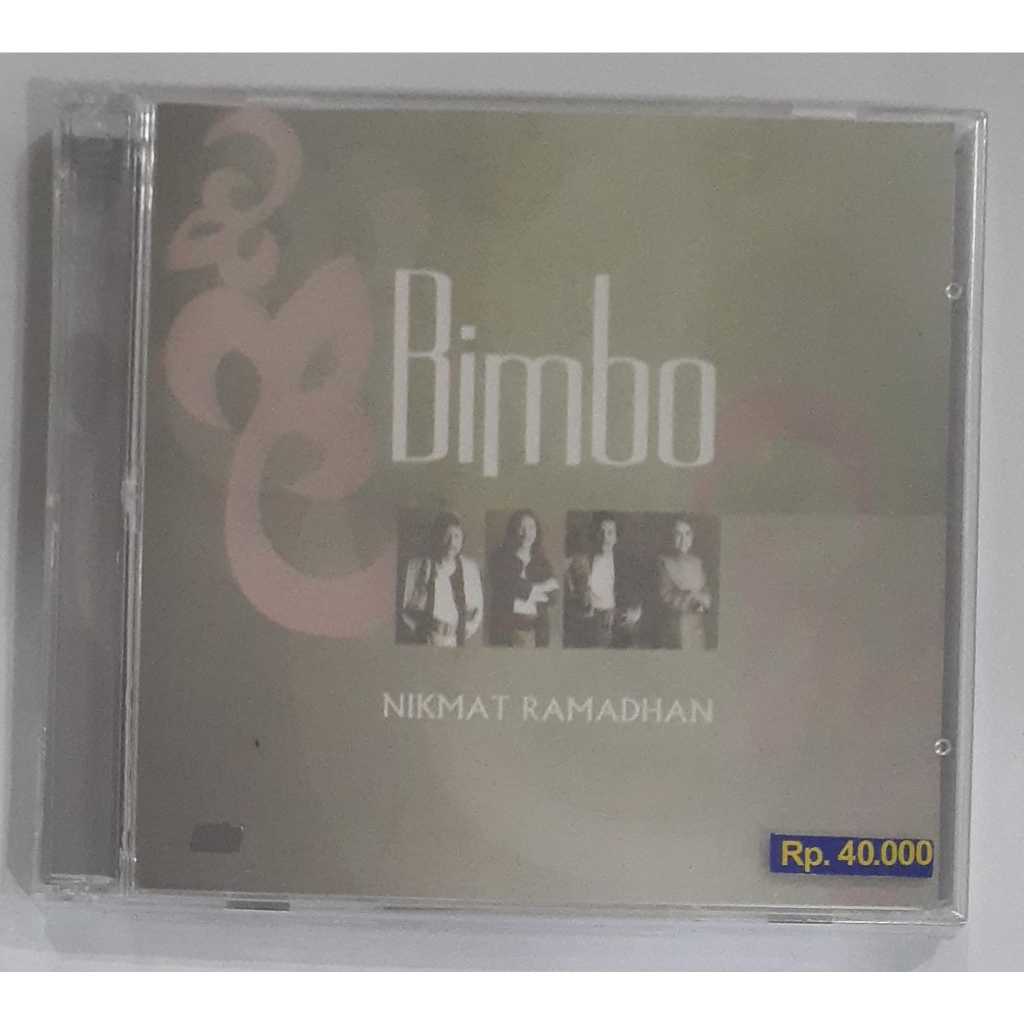 Bimbo
NIKMAT RAMADHAN
Rp. 40.000